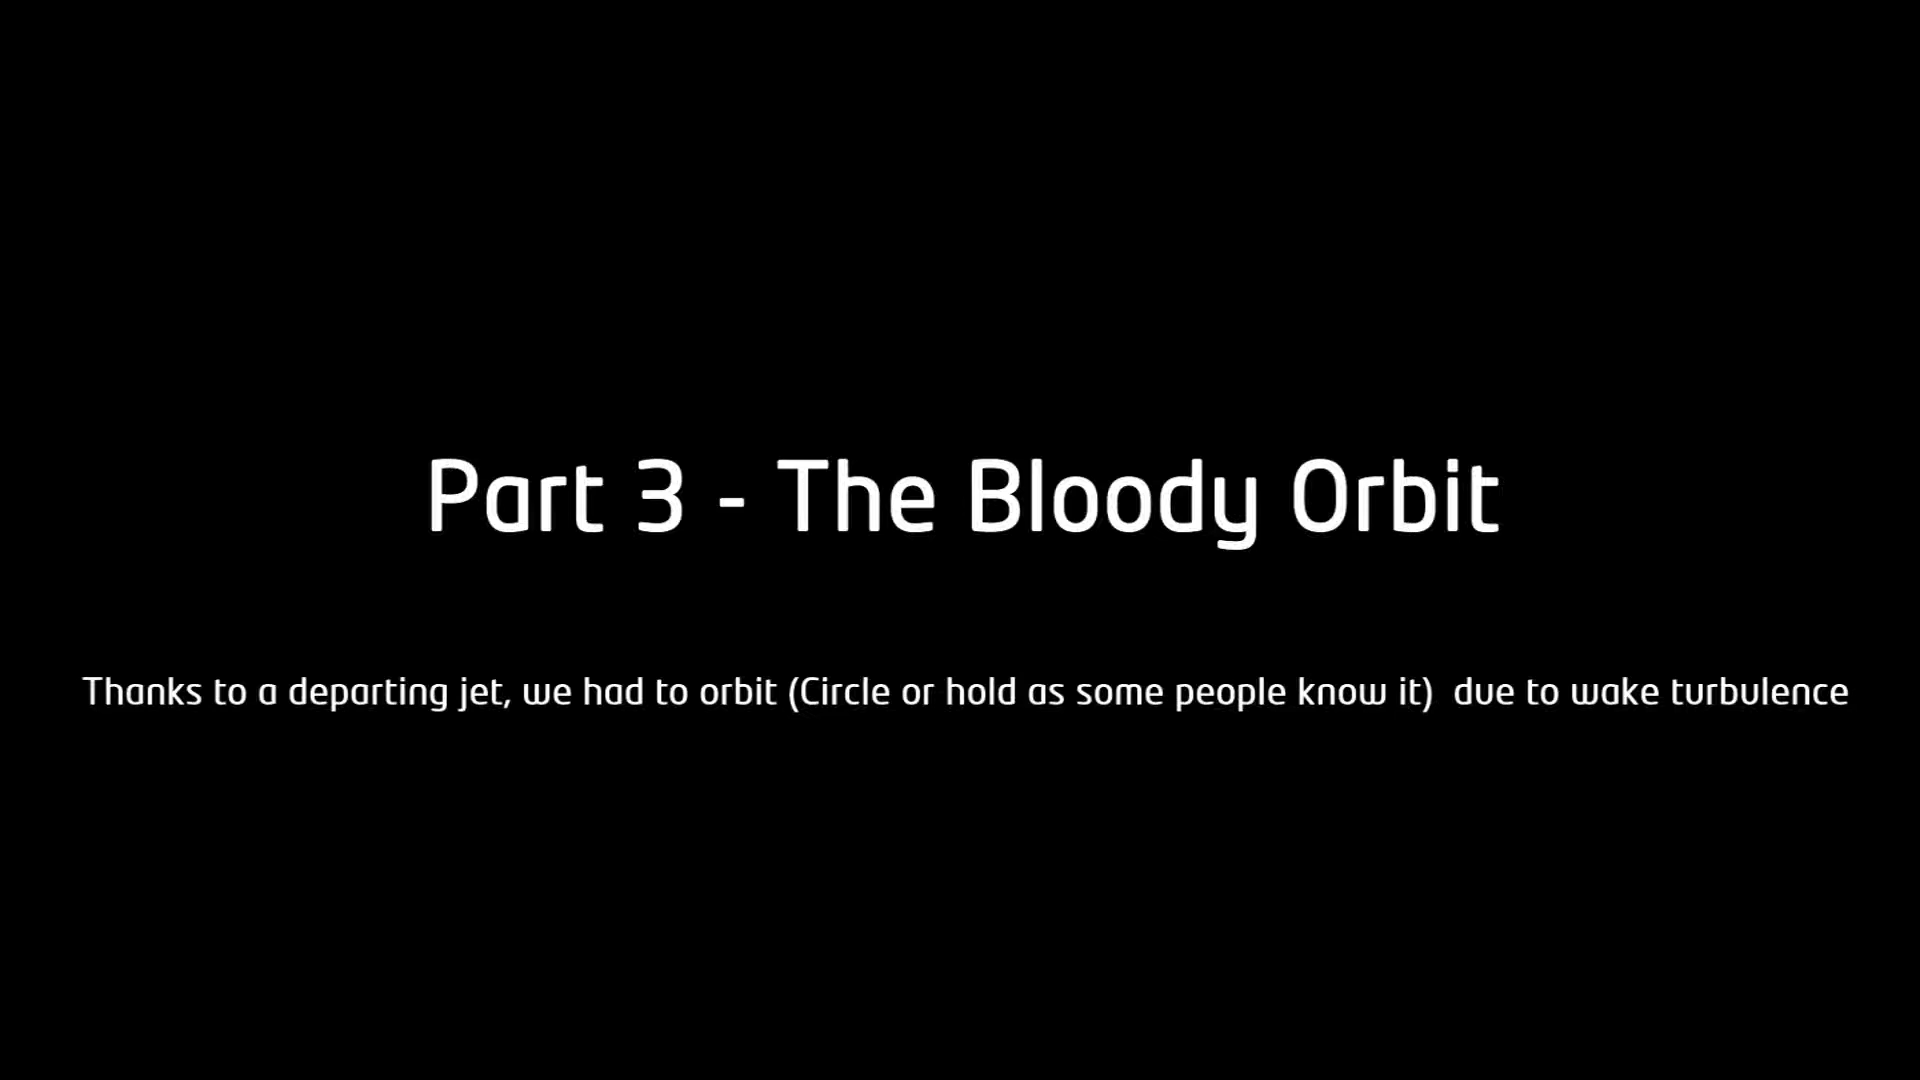 Part 3 - The Bloody Orbit
Thanks to a departing jet, we had to orbit (Circle or hold as some people know it)  due to wake turbulence